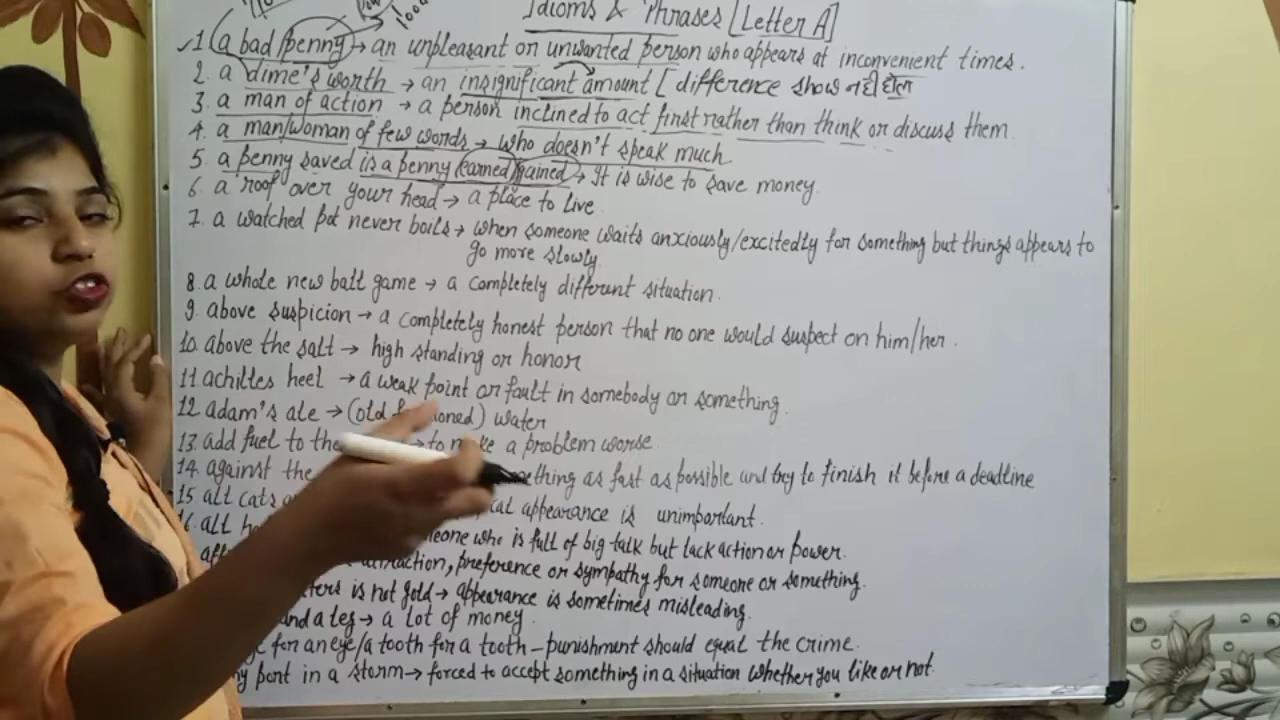 Idioms & Phrases [Letter A]
1. a bad penny → an unpleasant or unwanted person who appears at inconvenient times.
2. a dime's worth → an insignificant amount [difference show नहीं होता
3. a man of action → a person inclined to act first rather than think or discuss them
4. a man/woman of few words → who doesn't speak much
5. a penny saved is a penny earned/gained → It is wise to save money.
6. a roof over your head → a place to live.
7. a watched pot never boils → when someone waits anxiously/excitedly for something but things appears to
go more slowly
8. a whole new ball game → a completely different situation.
9. above suspicion → a completely honest person that no one would suspect on him/her.
10. above the salt → high standing or honor
11 achilles heel → a weak point or fault in somebody or something.
12 adam's ale → (old ioned) water
13. add fuel to the → to make a problem worse.
14. against the thing as fast as possible and try to finish it before a deadline
15 all cats cal appearance is unimportant.
all h eone who is full of big talk but lack action or power.
aff attraction, preference or sympathy for someone or something.
ters is not gold → appearance is sometimes misleading.
and a leg → a lot of money.
for an eye/a tooth for a tooth – punishment should equal the crime.
y port in a storm → forced to accept something in a situation whether you like or not.